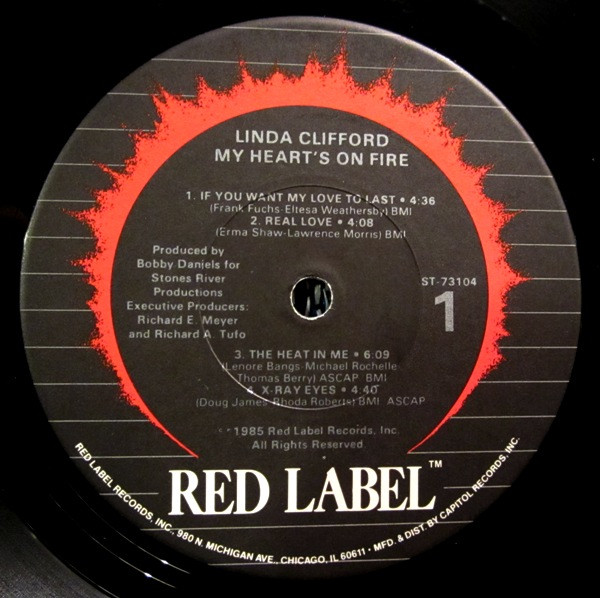 LINDA CLIFFORD
MY HEART'S ON FIRE
1. IF YOU WANT MY LOVE TO LAST • 4:36
(Frank Fuchs-Eltesa Weathersby) BMI
2. REAL LOVE • 4:08
(Erma Shaw-Lawrence Morris) BMI
Produced by
Bobby Daniels for
Stones River
Productions
Executive Producers:
Richard E. Meyer
and Richard A. Tufo
ST-73104
1
3. THE HEAT IN ME • 6:09
(Lenore Bangs-Michael Rochelle
Thomas Berry) ASCAP BMI
4. X-RAY EYES • 4:40
(Doug James-Rhoda Roberts) BMI ASCAP
1985 Red Label Records, Inc.
All Rights Reserved.
RED LABEL™
RED LABEL RECORDS, INC., 980 N. MICHIGAN AVE., CHICAGO, IL 60611 • MFD. & DIST. BY CAPITOL RECORDS, INC.